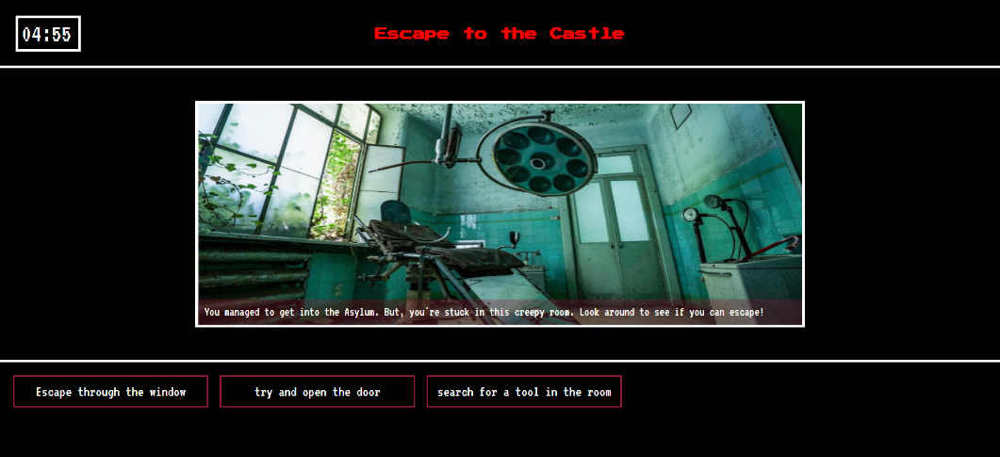 04:55
Escape to the Castle
You managed to get into the Asylum. But, you're stuck in this creepy room. Look around to see if you can escape!
Escape through the window
try and open the door
search for a tool in the room